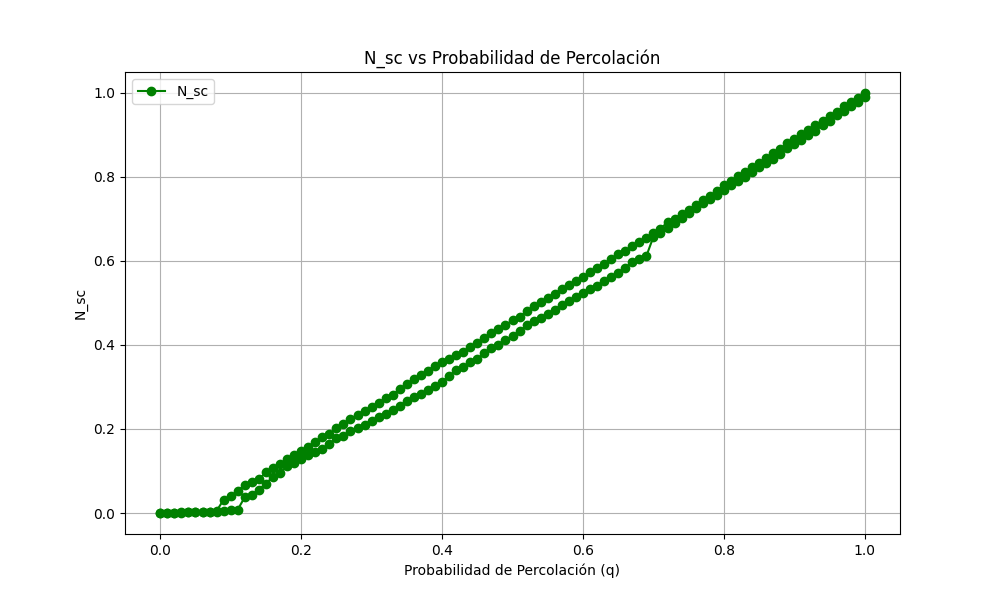 N_sc vs Probabilidad de Percolación
N_sc
1.0
0.8
0.6
0.4
0.2
0.0
N_sc
0.0 0.2 0.4 0.6 0.8 1.0
Probabilidad de Percolación (q)